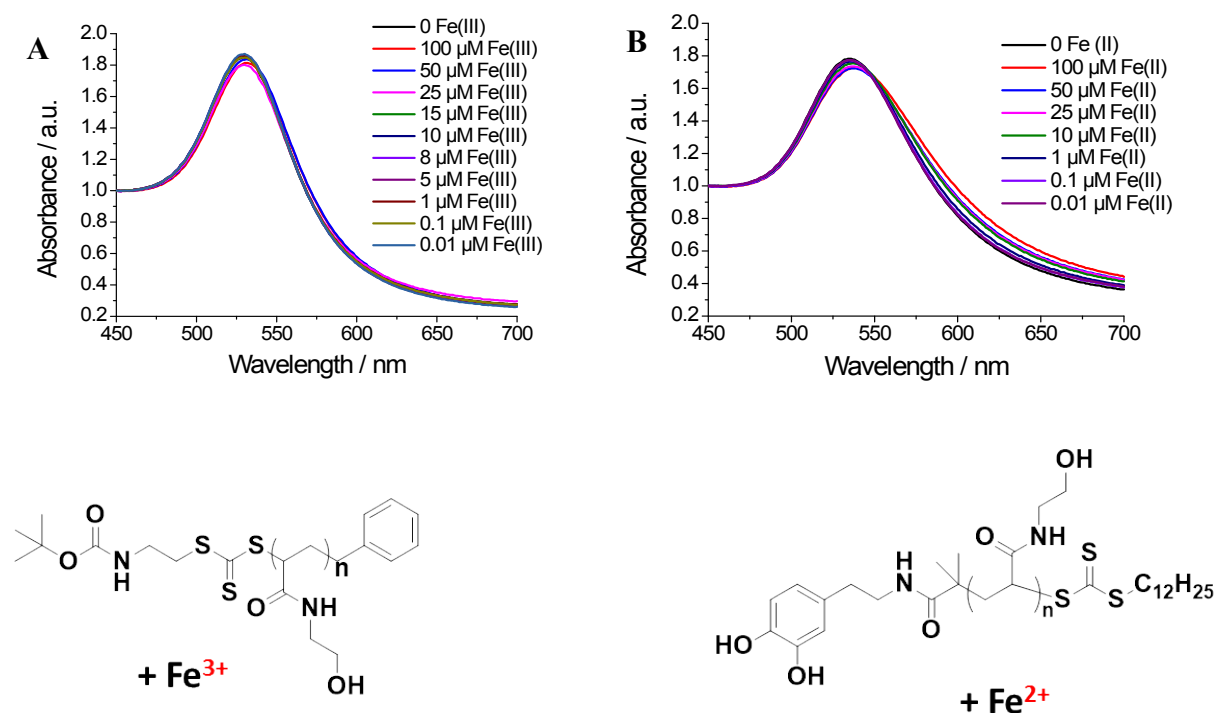 A
Absorbance / a.u.
2.0
1.8
1.6
1.4
1.2
1.0
0.8
0.6
0.4
0.2
450 500 550 600 650 700
Wavelength / nm
0 Fe(III)
100 µM Fe(III)
50 µM Fe(III)
25 µM Fe(III)
15 µM Fe(III)
10 µM Fe(III)
8 µM Fe(III)
5 µM Fe(III)
1 µM Fe(III)
0.1 µM Fe(III)
0.01 µM Fe(III)
B
Absorbance / a.u.
2.0
1.8
1.6
1.4
1.2
1.0
0.8
0.6
0.4
0.2
450 500 550 600 650 700
Wavelength / nm
0 Fe (II)
100 µM Fe(II)
50 µM Fe(II)
25 µM Fe(II)
10 µM Fe(II)
1 µM Fe(II)
0.1 µM Fe(II)
0.01 µM Fe(II)
O
O
N
H
S
S
S
n
O
NH
OH
+ Fe3+
OH
NH
O
S
H
N
O
n
S
S
C12H25
HO
OH
+ Fe2+